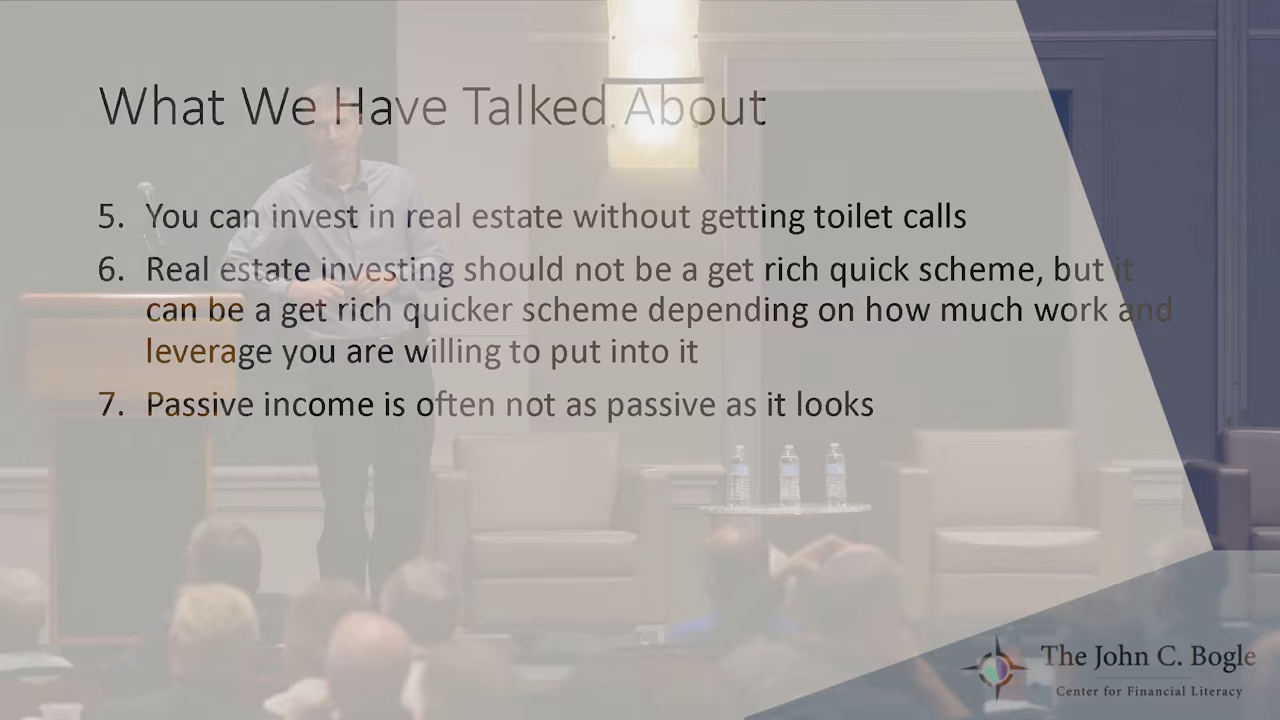 What We Have Talked About
5. You can invest in real estate without getting toilet calls
6. Real estate investing should not be a get rich quick scheme, but it
can be a get rich quicker scheme depending on how much work and
leverage you are willing to put into it
7. Passive income is often not as passive as it looks
The John C. Bogle
Center for Financial Literacy